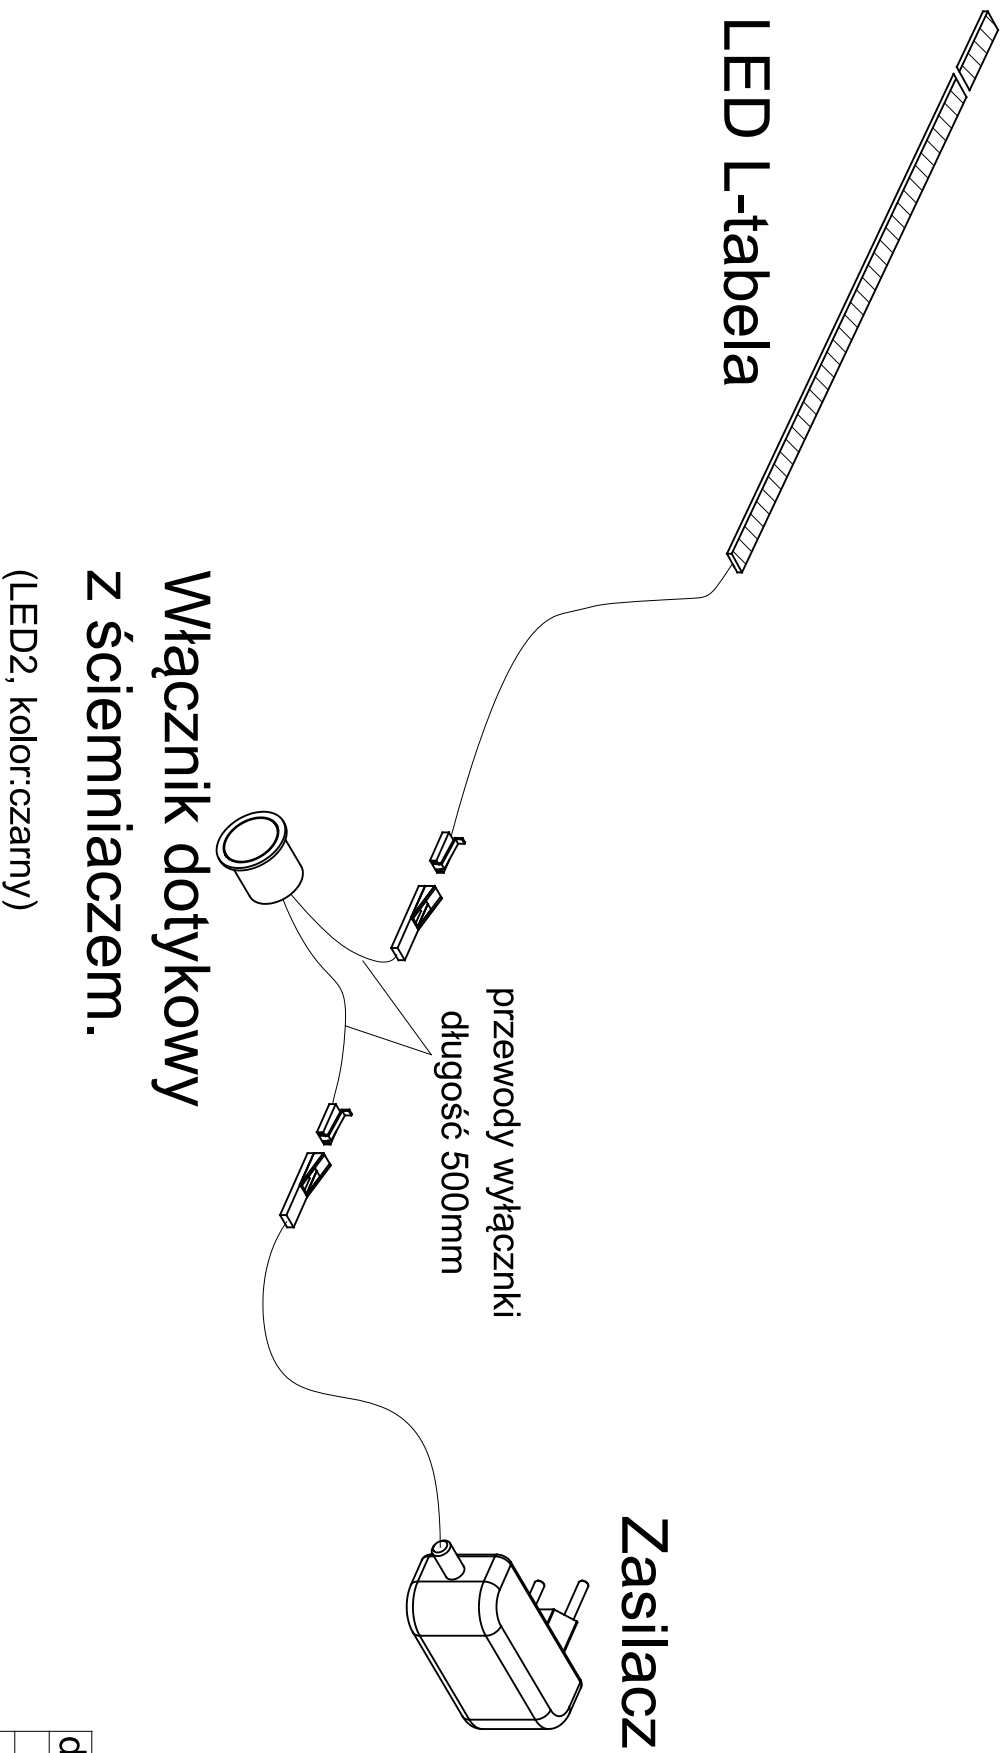 LED L-tabela
Zasilacz
przewody wyłącznki
długość 500mm
Włącznik dotykowy
z ściemniaczem.
(LED2, kolor:czarny)